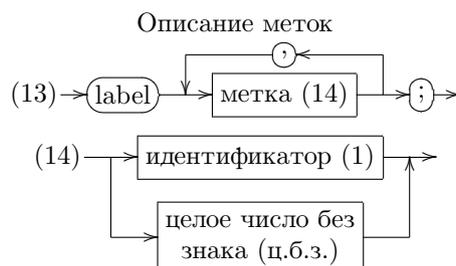 Описание меток
,
(13) label метка (14) ;
(14) идентификатор (1)
целое число без
знака (ц.б.з.)